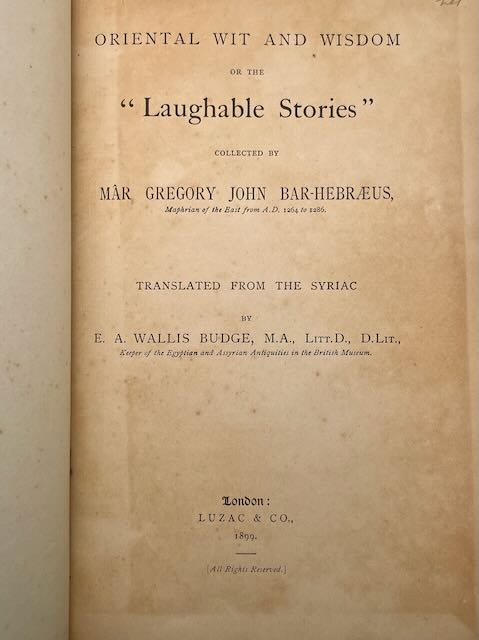 ORIENTAL WIT AND WISDOM
OR THE
“Laughable Stories”
COLLECTED BY
MÂR GREGORY JOHN BAR-HEBRÆUS,
Maphrian of the East from A.D. 1264 to 1286.
TRANSLATED FROM THE SYRIAC
BY
E. A. WALLIS BUDGE, M.A., LITT.D., D.LIT.,
Keeper of the Egyptian and Assyrian Antiquities in the British Museum.
London:
LUZAC & CO.,
1899.
[All Rights Reserved.]